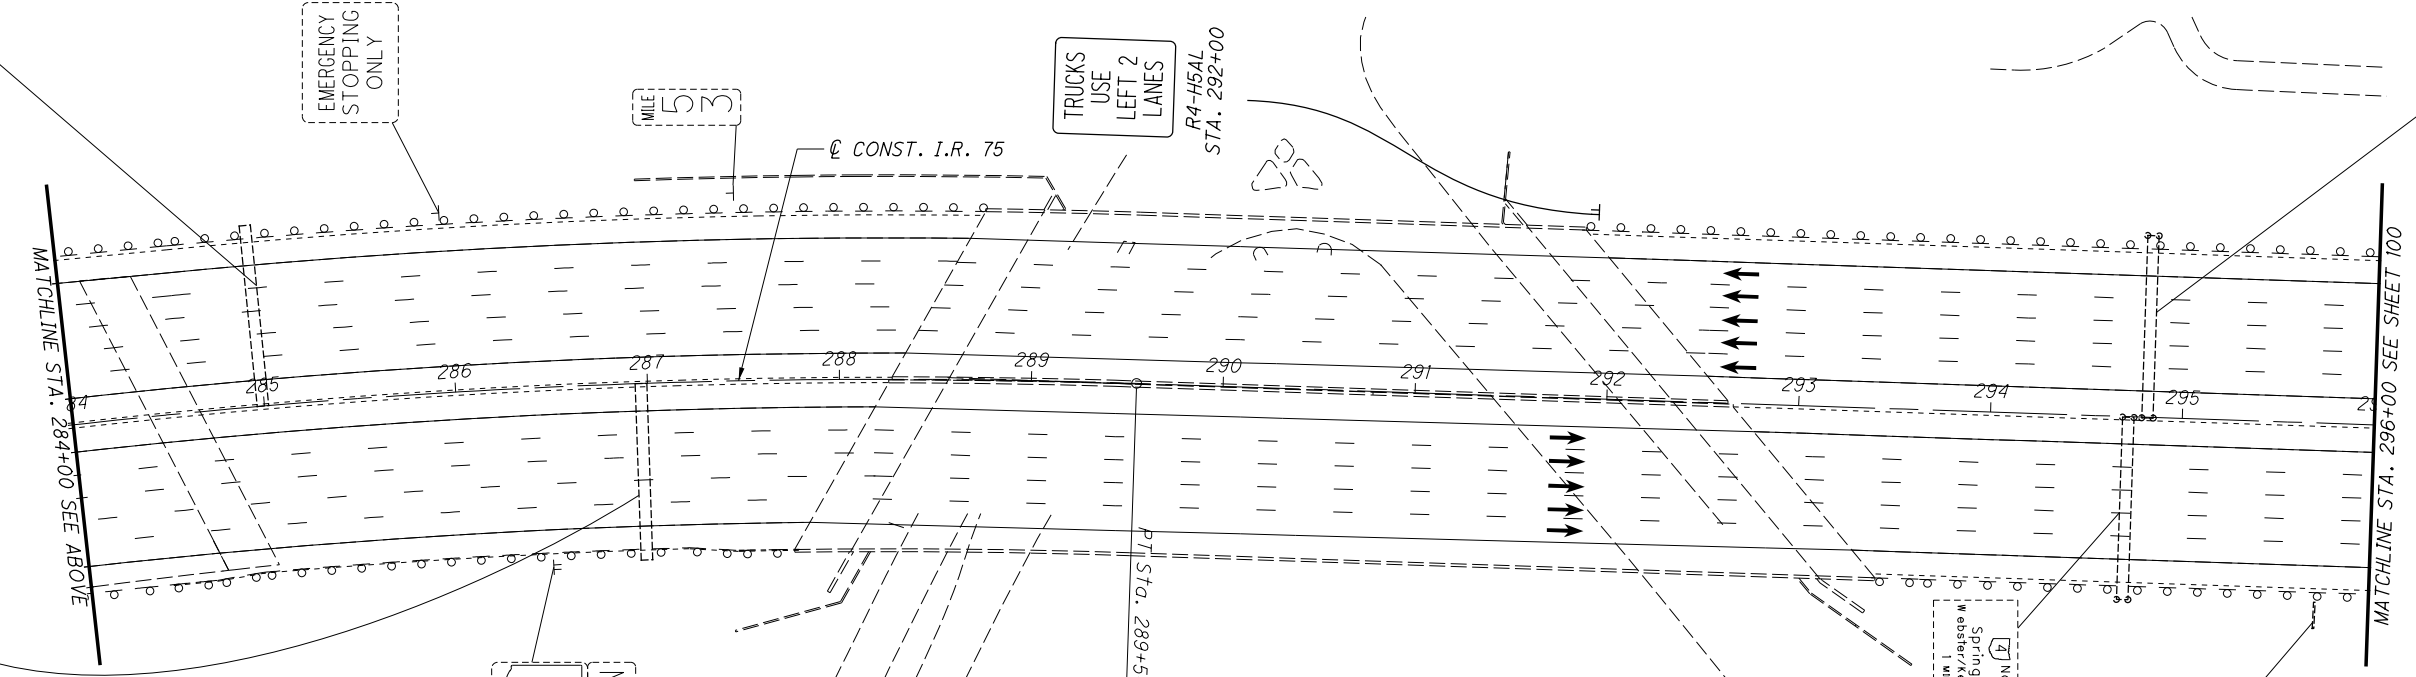 EMERGENCY
STOPPING
ONLY
MILE
53
TRUCKS
USE
LEFT 2
LANES
R4-H5AL
STA. 292+00
℄ CONST. I.R. 75
MATCHLINE STA. 284+00 SEE ABOVE
84
285
286
287
288
289
290
291
292
293
294
295
29
MATCHLINE STA. 296+00 SEE SHEET 100
PT Sta. 289+5
4
Spring
Webster/K
1 M
N